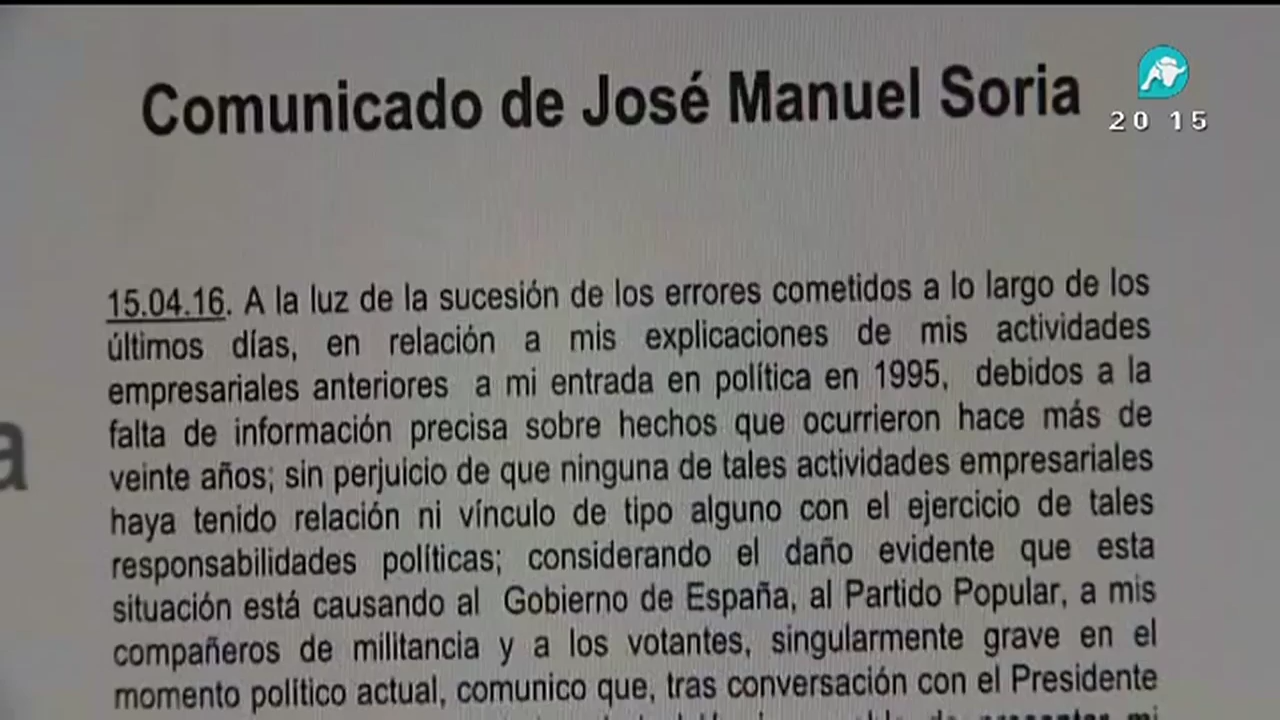 Comunicado de José Manuel Soria
20 15
15.04.16. A la luz de la sucesión de los errores cometidos a lo largo de los
últimos días, en relación a mis explicaciones de mis actividades
empresariales anteriores a mi entrada en política en 1995, debidos a la
falta de información precisa sobre hechos que ocurrieron hace más de
a
veinte años; sin perjuicio de que ninguna de tales actividades empresariales
haya tenido relación ni vínculo de tipo alguno con el ejercicio de tales
responsabilidades políticas; considerando el daño evidente que esta
situación está causando al Gobierno de España, al Partido Popular, a mis
compañeros de militancia y a los votantes, singularmente grave en el
momento político actual, comunico que, tras conversación con el Presidente